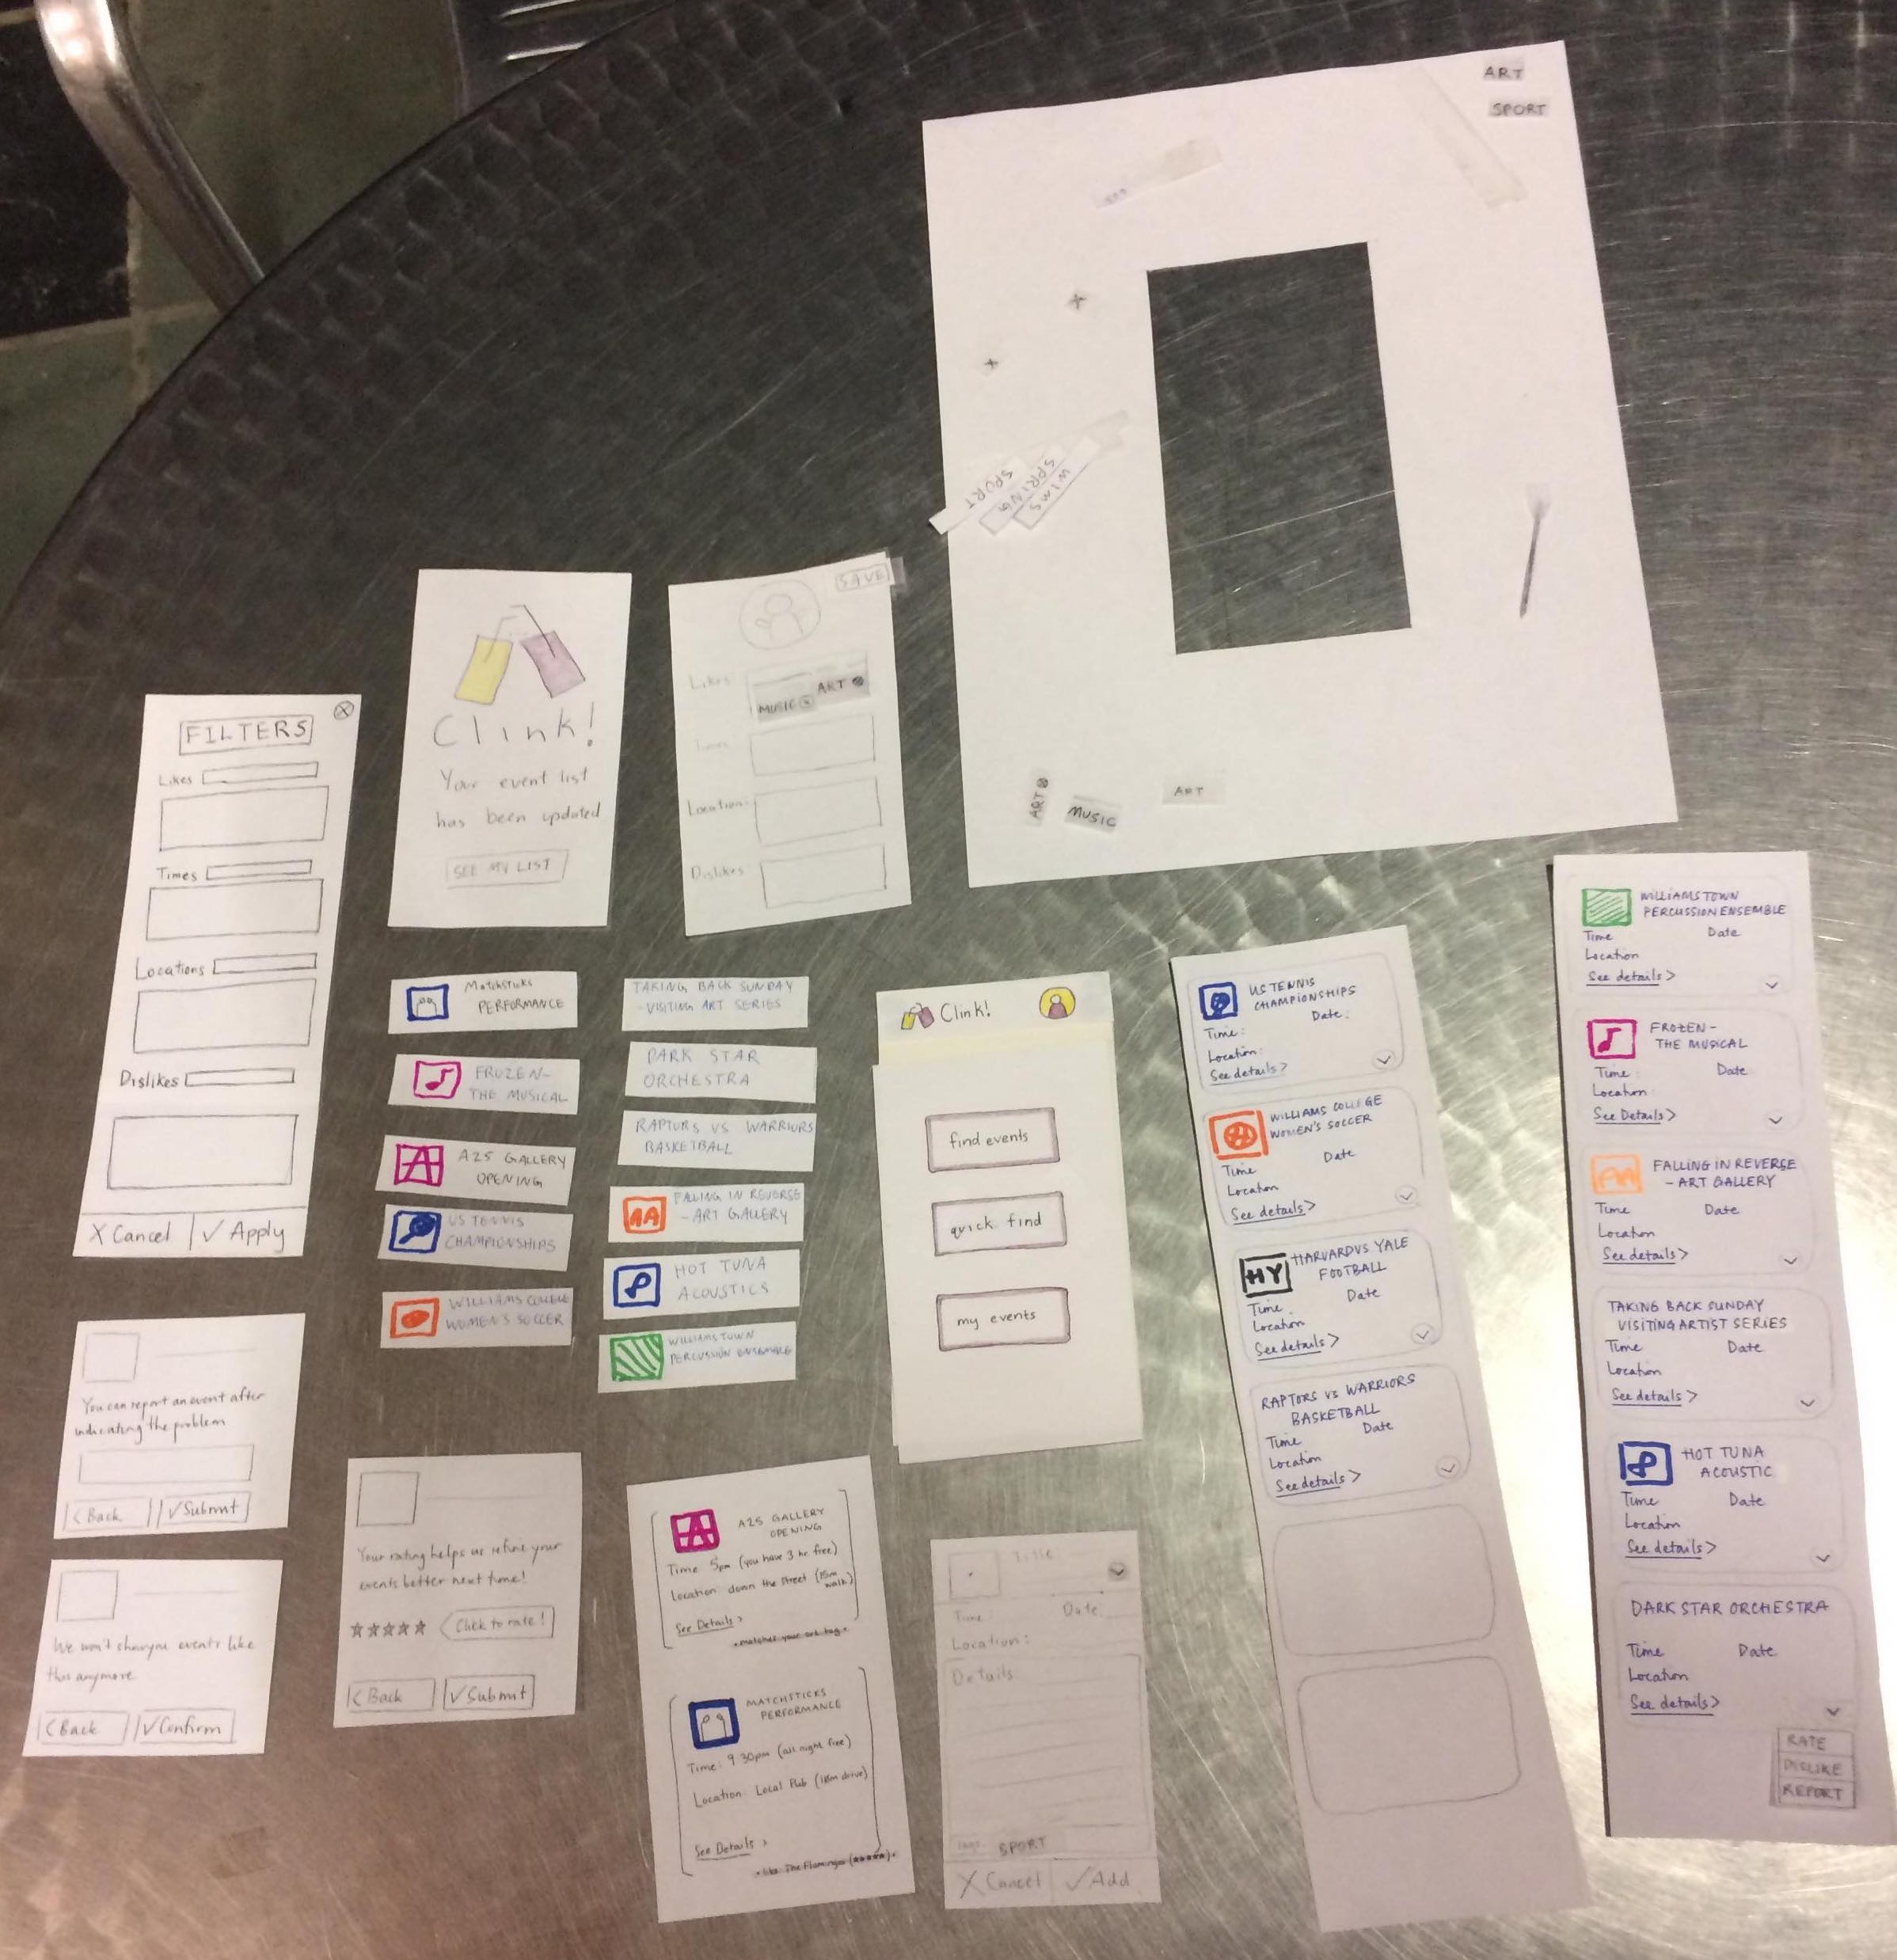 ART
SPORT
SPORT
SPRING
SWIM
ART
MUSIC
ART
FILTERS
Likes
Times
Locations
Dislikes
X Cancel
✓ Apply
Clink!
Your event list
has been updated
SEE MY LIST
SAVE
Likes
ART
MUSIC
Location
Dislikes
Matchsticks
PERFORMANCE
FROZEN-
THE MUSICAL
A25 GALLERY
OPENING
US TENNIS
CHAMPIONSHIPS
WILLIAMS COLLEGE
WOMEN'S SOCCER
TAKING BACK SUNDAY
- VISITING ART SERIES
DARK STAR
ORCHESTRA
RAPTORS VS WARRIORS
BASKETBALL
FALLING IN REVERSE
- ART GALLERY
HOT TUNA
ACOUSTICS
WILLIAMSTOWN
PERCUSSION ENSEMBLE
Clink!
find events
quick find
my events
US TENNIS
CHAMPIONSHIPS
Time: Date:
Location:
See details >
WILLIAMS COLLEGE
WOMEN'S SOCCER
Time Date
Location
See details >
HY
HARVARD VS YALE
FOOTBALL
Time Date
Location
See details >
RAPTORS VS WARRIORS
BASKETBALL
Time Date
Location
See details >
WILLIAMSTOWN
PERCUSSION ENSEMBLE
Time Date
Location
See details >
FROZEN-
THE MUSICAL
Time Date
Location
See Details >
FALLING IN REVERSE
- ART GALLERY
Time Date
Location
See details >
TAKING BACK SUNDAY
VISITING ARTIST SERIES
Time Date
Location
See details >
HOT TUNA
ACOUSTIC
Time Date
Location
See details >
DARK STAR ORCHESTRA
Time Date
Location
See details >
RATE
DISLIKE
REPORT
You can report an event after
indicating the problem
< Back
✓ Submit
We won't show you events like
this anymore
< Back
✓ Confirm
Your rating helps us refine your
events better next time!
☆☆☆☆☆
Click to rate!
< Back
✓ Submit
A25 GALLERY
OPENING
Time 5pm (you have 3 hr free)
Location down the street (15m
walk)
See Details >
• matches your art tag •
MATCHSTICKS
PERFORMANCE
Time: 9 30pm (all night free)
Location: Local Pub (18m drive)
See Details >
• like The Flamingos (★★★★★) •
Title
Time Date
Location:
Details
Tags: SPORT
X Cancel
✓ Add